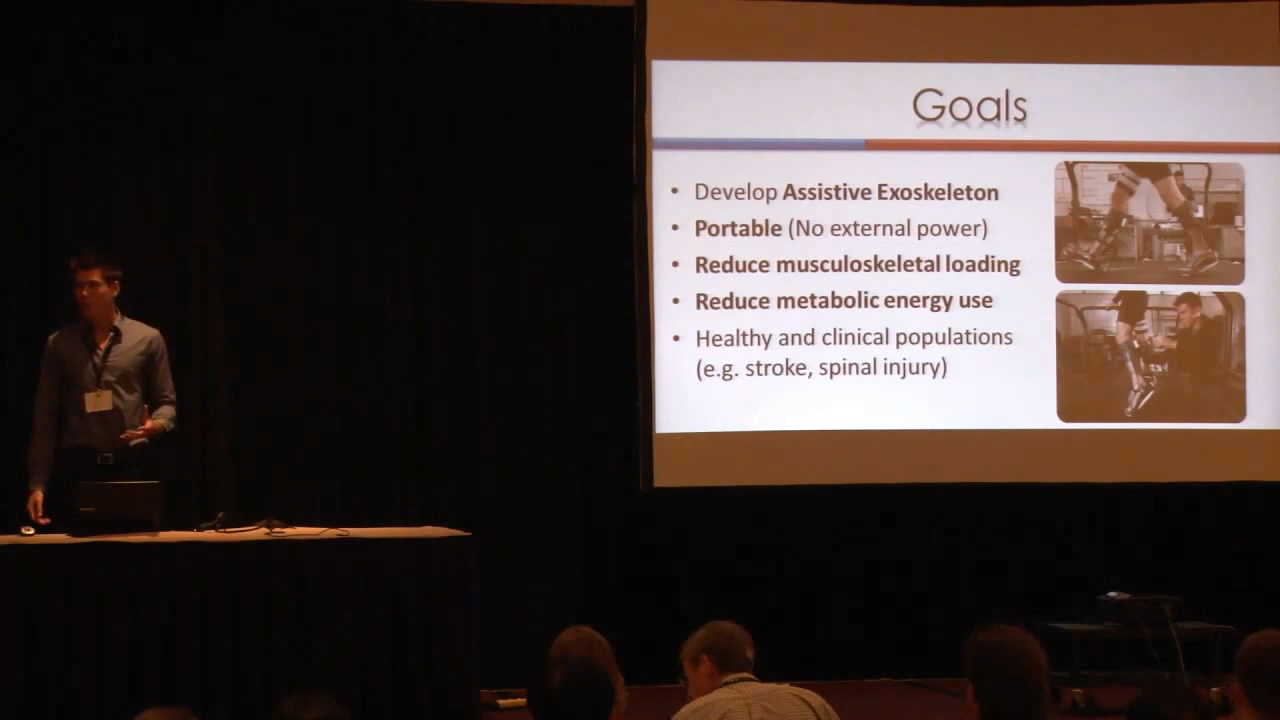 Goals
• Develop Assistive Exoskeleton
• Portable (No external power)
• Reduce musculoskeletal loading
• Reduce metabolic energy use
• Healthy and clinical populations
(e.g. stroke, spinal injury)